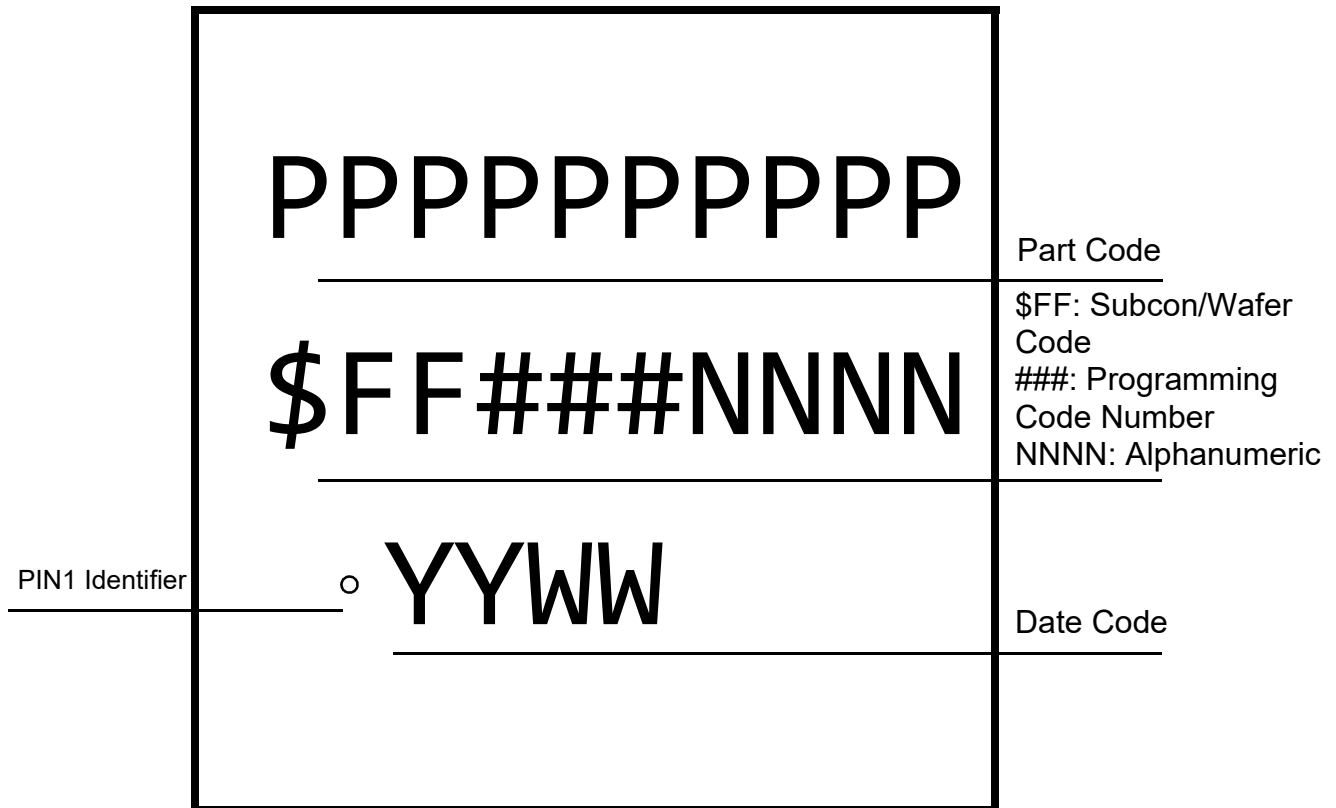 PPPPPPPPPP
Part Code
$FF###NNNN
$FF: Subcon/Wafer
Code
###: Programming
Code Number
NNNN: Alphanumeric
PIN1 Identifier
YYWW
Date Code